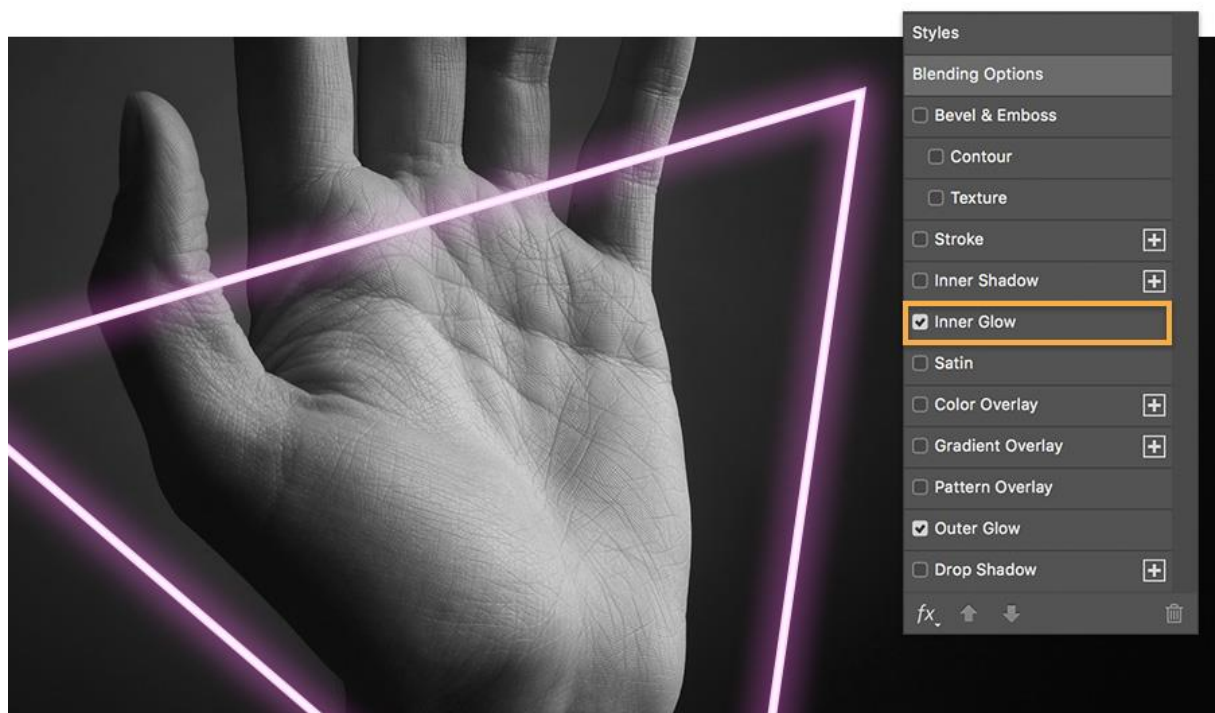 Styles
Blending Options
Bevel & Emboss
Contour
Texture
Stroke
Inner Shadow
Inner Glow
Satin
Color Overlay
Gradient Overlay
Pattern Overlay
Outer Glow
Drop Shadow
fx